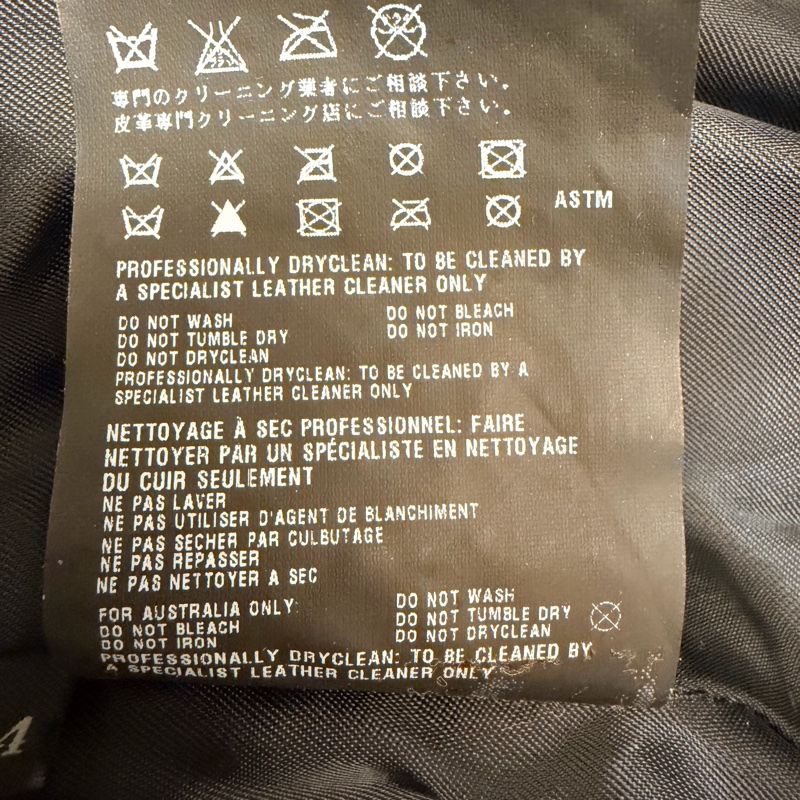 専門のクリーニング業者にご相談下さい。
皮革専門クリーニング店にご相談下さい。
ASTM
PROFESSIONALLY DRYCLEAN: TO BE CLEANED BY
A SPECIALIST LEATHER CLEANER ONLY
DO NOT WASH
DO NOT BLEACH
DO NOT TUMBLE DRY
DO NOT IRON
DO NOT DRYCLEAN
PROFESSIONALLY DRYCLEAN: TO BE CLEANED BY A
SPECIALIST LEATHER CLEANER ONLY
NETTOYAGE À SEC PROFESSIONNEL: FAIRE
NETTOYER PAR UN SPÉCIALISTE EN NETTOYAGE
DU CUIR SEULEMENT
NE PAS LAVER
NE PAS UTILISER D'AGENT DE BLANCHIMENT
NE PAS SECHER PAR CULBUTAGE
NE PAS REPASSER
NE PAS NETTOYER A SEC
FOR AUSTRALIA ONLY:
DO NOT BLEACH
DO NOT IRON
DO NOT WASH
DO NOT TUMBLE DRY
DO NOT DRYCLEAN
PROFESSIONALLY DRYCLEAN: TO BE CLEANED BY
A SPECIALIST LEATHER CLEANER ONLY